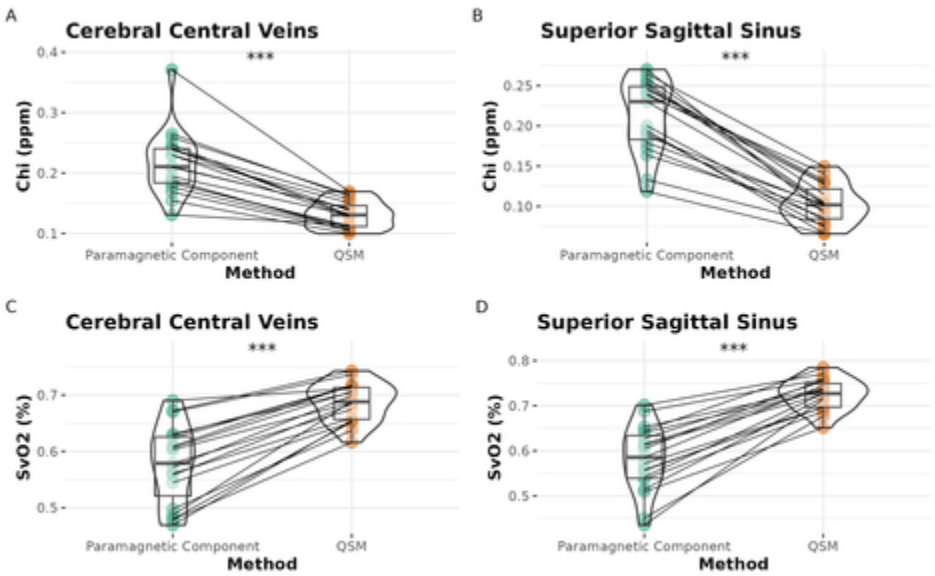 A
Cerebral Central Veins
***
0.4
0.3
0.2
0.1
Chi (ppm)
Paramagnetic Component
QSM
Method
B
Superior Sagittal Sinus
***
0.25
0.20
0.15
0.10
Chi (ppm)
Paramagnetic Component
QSM
Method
C
Cerebral Central Veins
***
0.7
0.6
0.5
SvO2 (%)
Paramagnetic Component
QSM
Method
D
Superior Sagittal Sinus
***
0.8
0.7
0.6
0.5
SvO2 (%)
Paramagnetic Component
QSM
Method